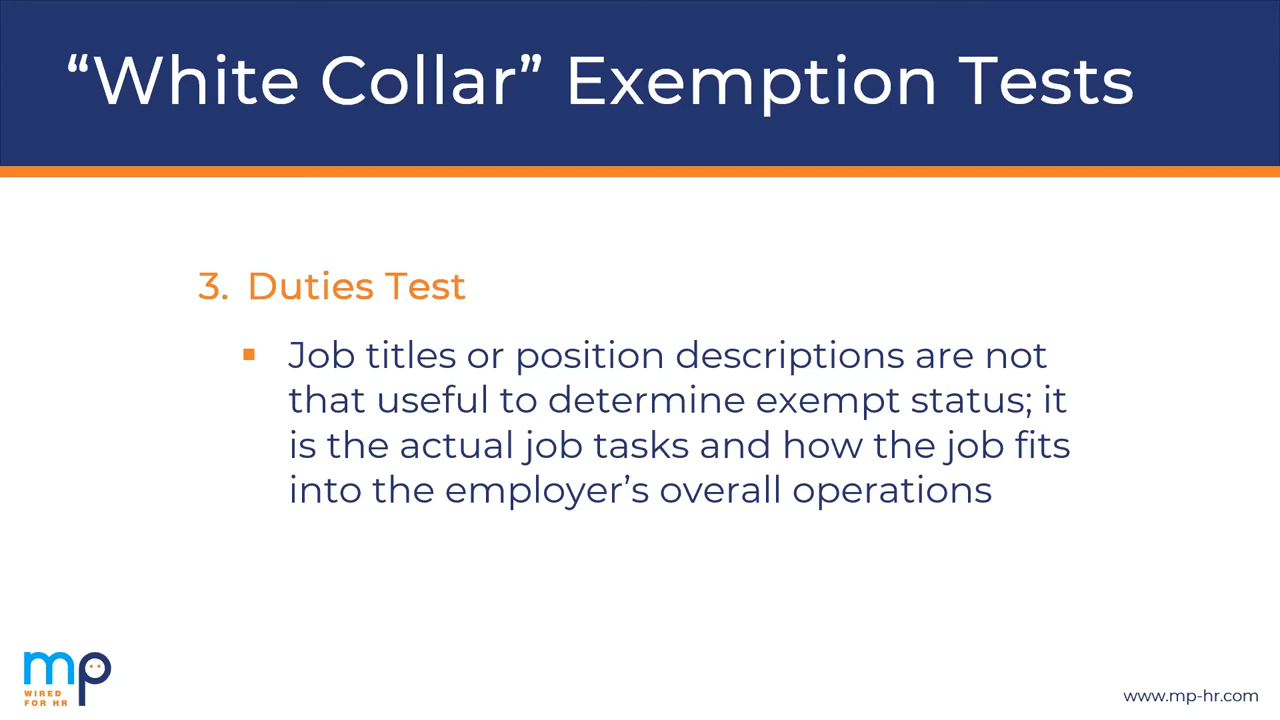 “White Collar” Exemption Tests
3. Duties Test
▪ Job titles or position descriptions are not
that useful to determine exempt status; it
is the actual job tasks and how the job fits
into the employer’s overall operations
mp
WIRED
FOR HR
www.mp-hr.com